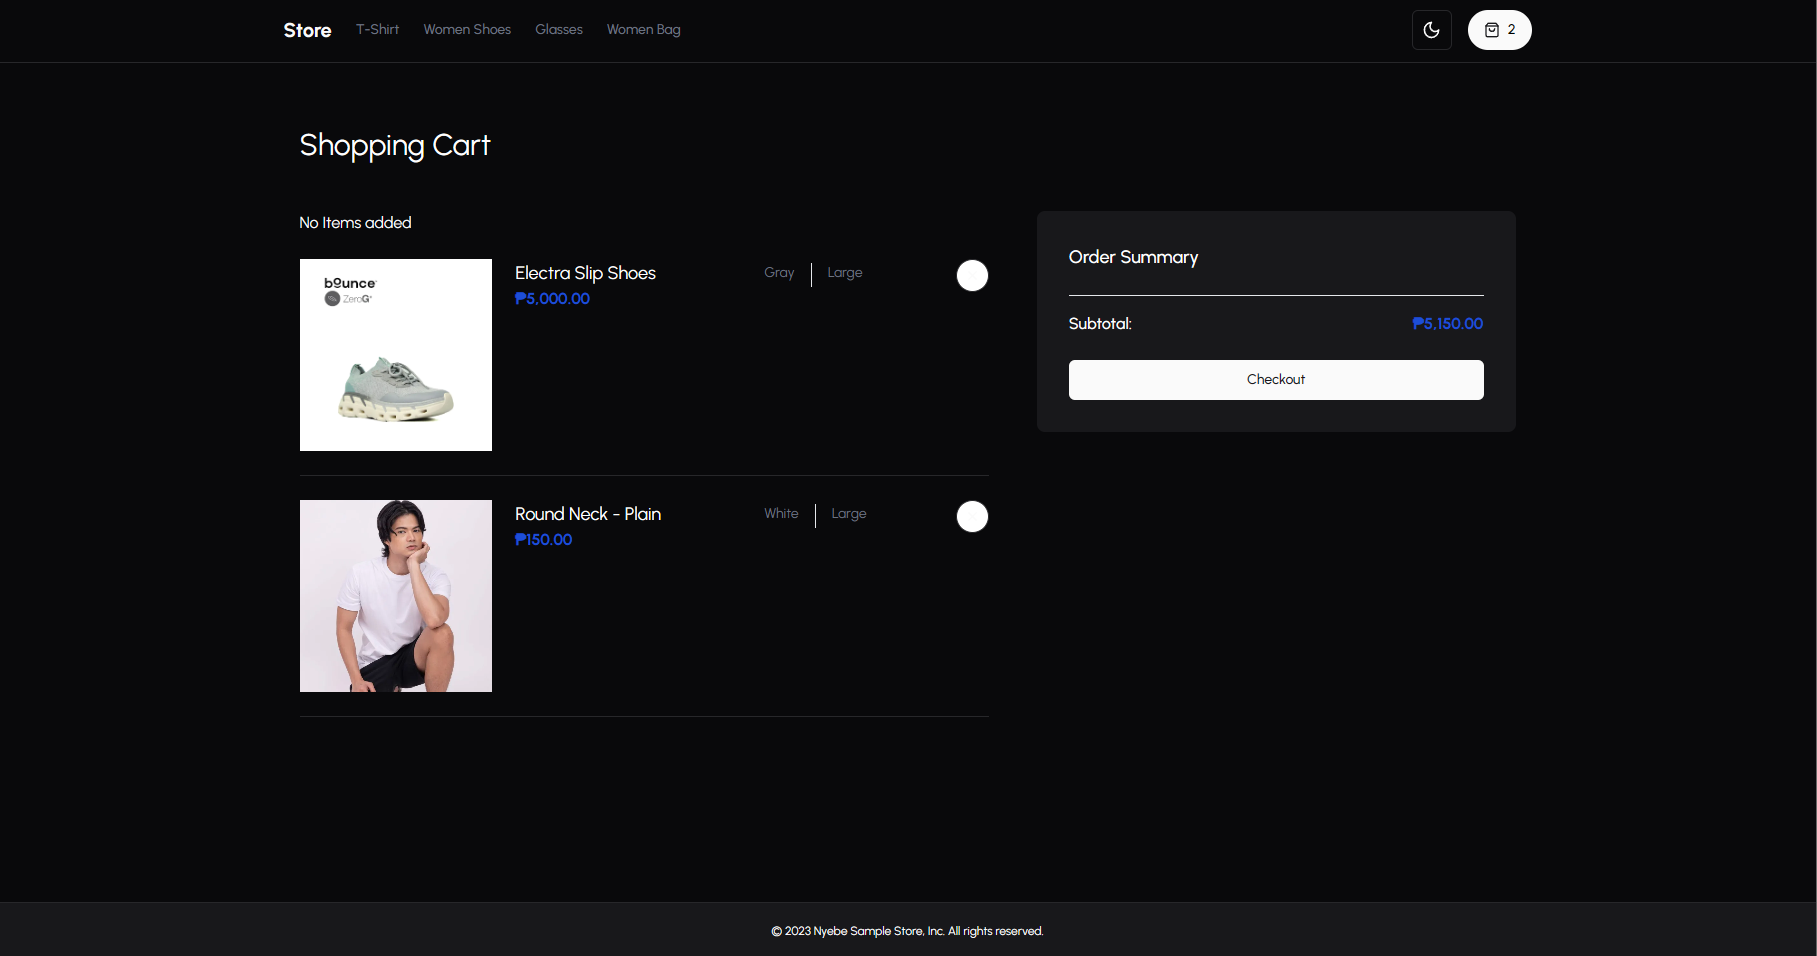 Store T-Shirt Women Shoes Glasses Women Bag 2
Shopping Cart
No Items added
bounce
ZeroG
Electra Slip Shoes Gray Large
₱5,000.00
Round Neck - Plain White Large
₱150.00
Order Summary
Subtotal: ₱5,150.00
Checkout
© 2023 Nyebe Sample Store, Inc. All rights reserved.